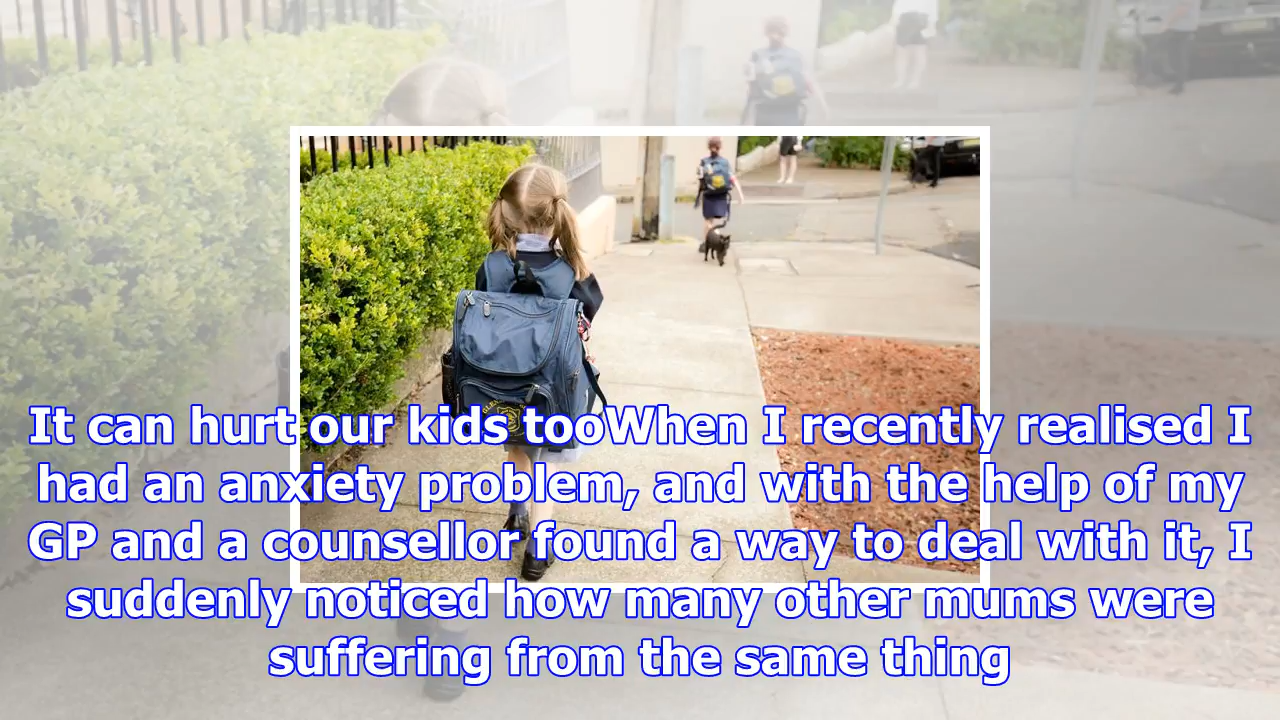 It can hurt our kids tooWhen I recently realised I
had an anxiety problem, and with the help of my
GP and a counsellor found a way to deal with it, I
suddenly noticed how many other mums were
suffering from the same thing